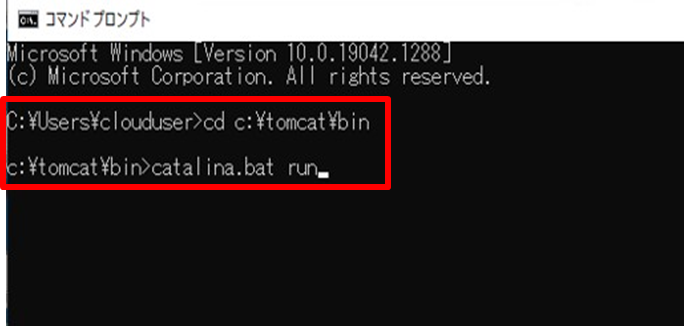 コマンドプロンプト
Microsoft Windows [Version 10.0.19042.1288]
(c) Microsoft Corporation. All rights reserved.
C:¥Users¥clouduser>cd c:¥tomcat¥bin
c:¥tomcat¥bin>catalina.bat run